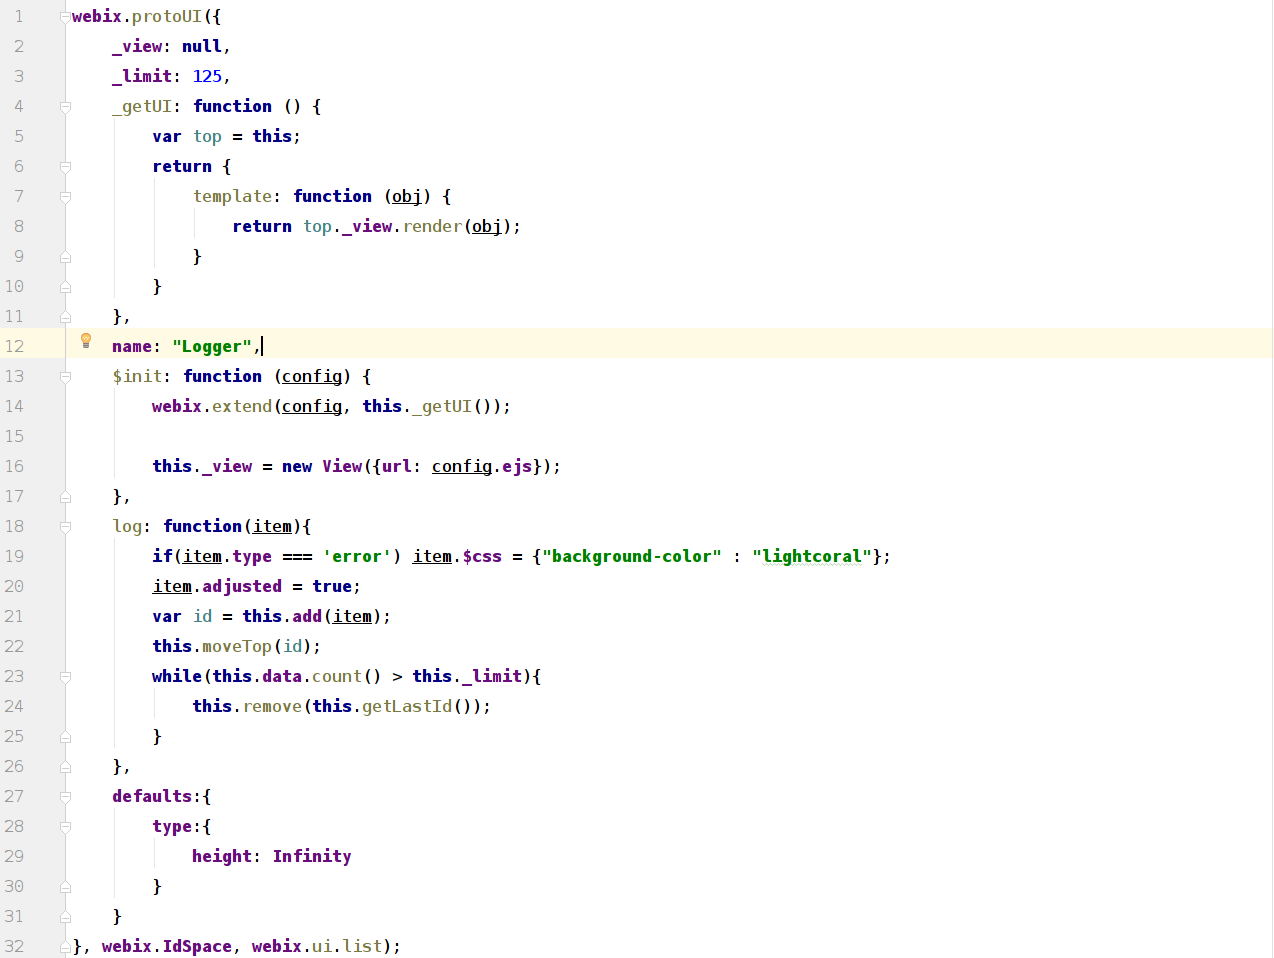 1 webix.protoUI({
2     _view: null,
3     _limit: 125,
4     _getUI: function () {
5         var top = this;
6         return {
7             template: function (obj) {
8                 return top._view.render(obj);
9             }
10         }
11     },
12     name: "Logger",
13     $init: function (config) {
14         webix.extend(config, this._getUI());
15
16         this._view = new View({url: config.ejs});
17     },
18     log: function(item){
19         if(item.type === 'error') item.$css = {"background-color" : "lightcoral"};
20         item.adjusted = true;
21         var id = this.add(item);
22         this.moveTop(id);
23         while(this.data.count() > this._limit){
24             this.remove(this.getLastId());
25         }
26     },
27     defaults:{
28         type:{
29             height: Infinity
30         }
31     }
32 }, webix.IdSpace, webix.ui.list);